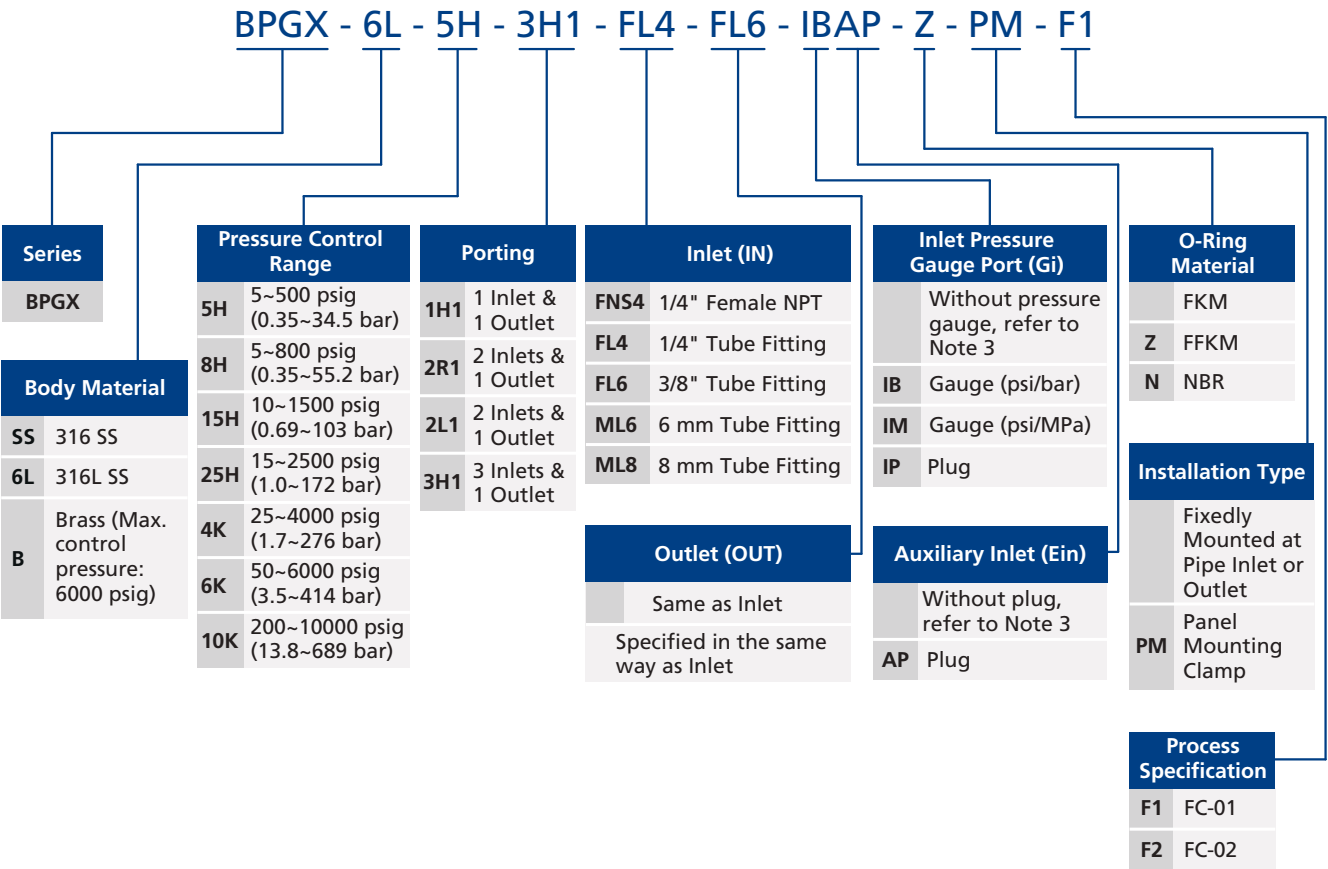 BPGX - 6L - 5H - 3H1 - FL4 - FL6 - IBAP - Z - PM - F1
Series
BPGX
Body Material
SS 316 SS
6L 316L SS
B Brass (Max.
control
pressure:
6000 psig)
Pressure Control
Range
5H 5~500 psig
(0.35~34.5 bar)
8H 5~800 psig
(0.35~55.2 bar)
15H 10~1500 psig
(0.69~103 bar)
25H 15~2500 psig
(1.0~172 bar)
4K 25~4000 psig
(1.7~276 bar)
6K 50~6000 psig
(3.5~414 bar)
10K 200~10000 psig
(13.8~689 bar)
Porting
1H1 1 Inlet &
1 Outlet
2R1 2 Inlets &
1 Outlet
2L1 2 Inlets &
1 Outlet
3H1 3 Inlets &
1 Outlet
Inlet (IN)
FNS4 1/4" Female NPT
FL4 1/4" Tube Fitting
FL6 3/8" Tube Fitting
ML6 6 mm Tube Fitting
ML8 8 mm Tube Fitting
Outlet (OUT)
Same as Inlet
Specified in the same
way as Inlet
Inlet Pressure
Gauge Port (Gi)
Without pressure
gauge, refer to
Note 3
IB Gauge (psi/bar)
IM Gauge (psi/MPa)
IP Plug
Auxiliary Inlet (Ein)
Without plug,
refer to Note 3
AP Plug
O-Ring
Material
FKM
Z FFKM
N NBR
Installation Type
Fixedly
Mounted at
Pipe Inlet or
Outlet
PM Panel
Mounting
Clamp
Process
Specification
F1 FC-01
F2 FC-02